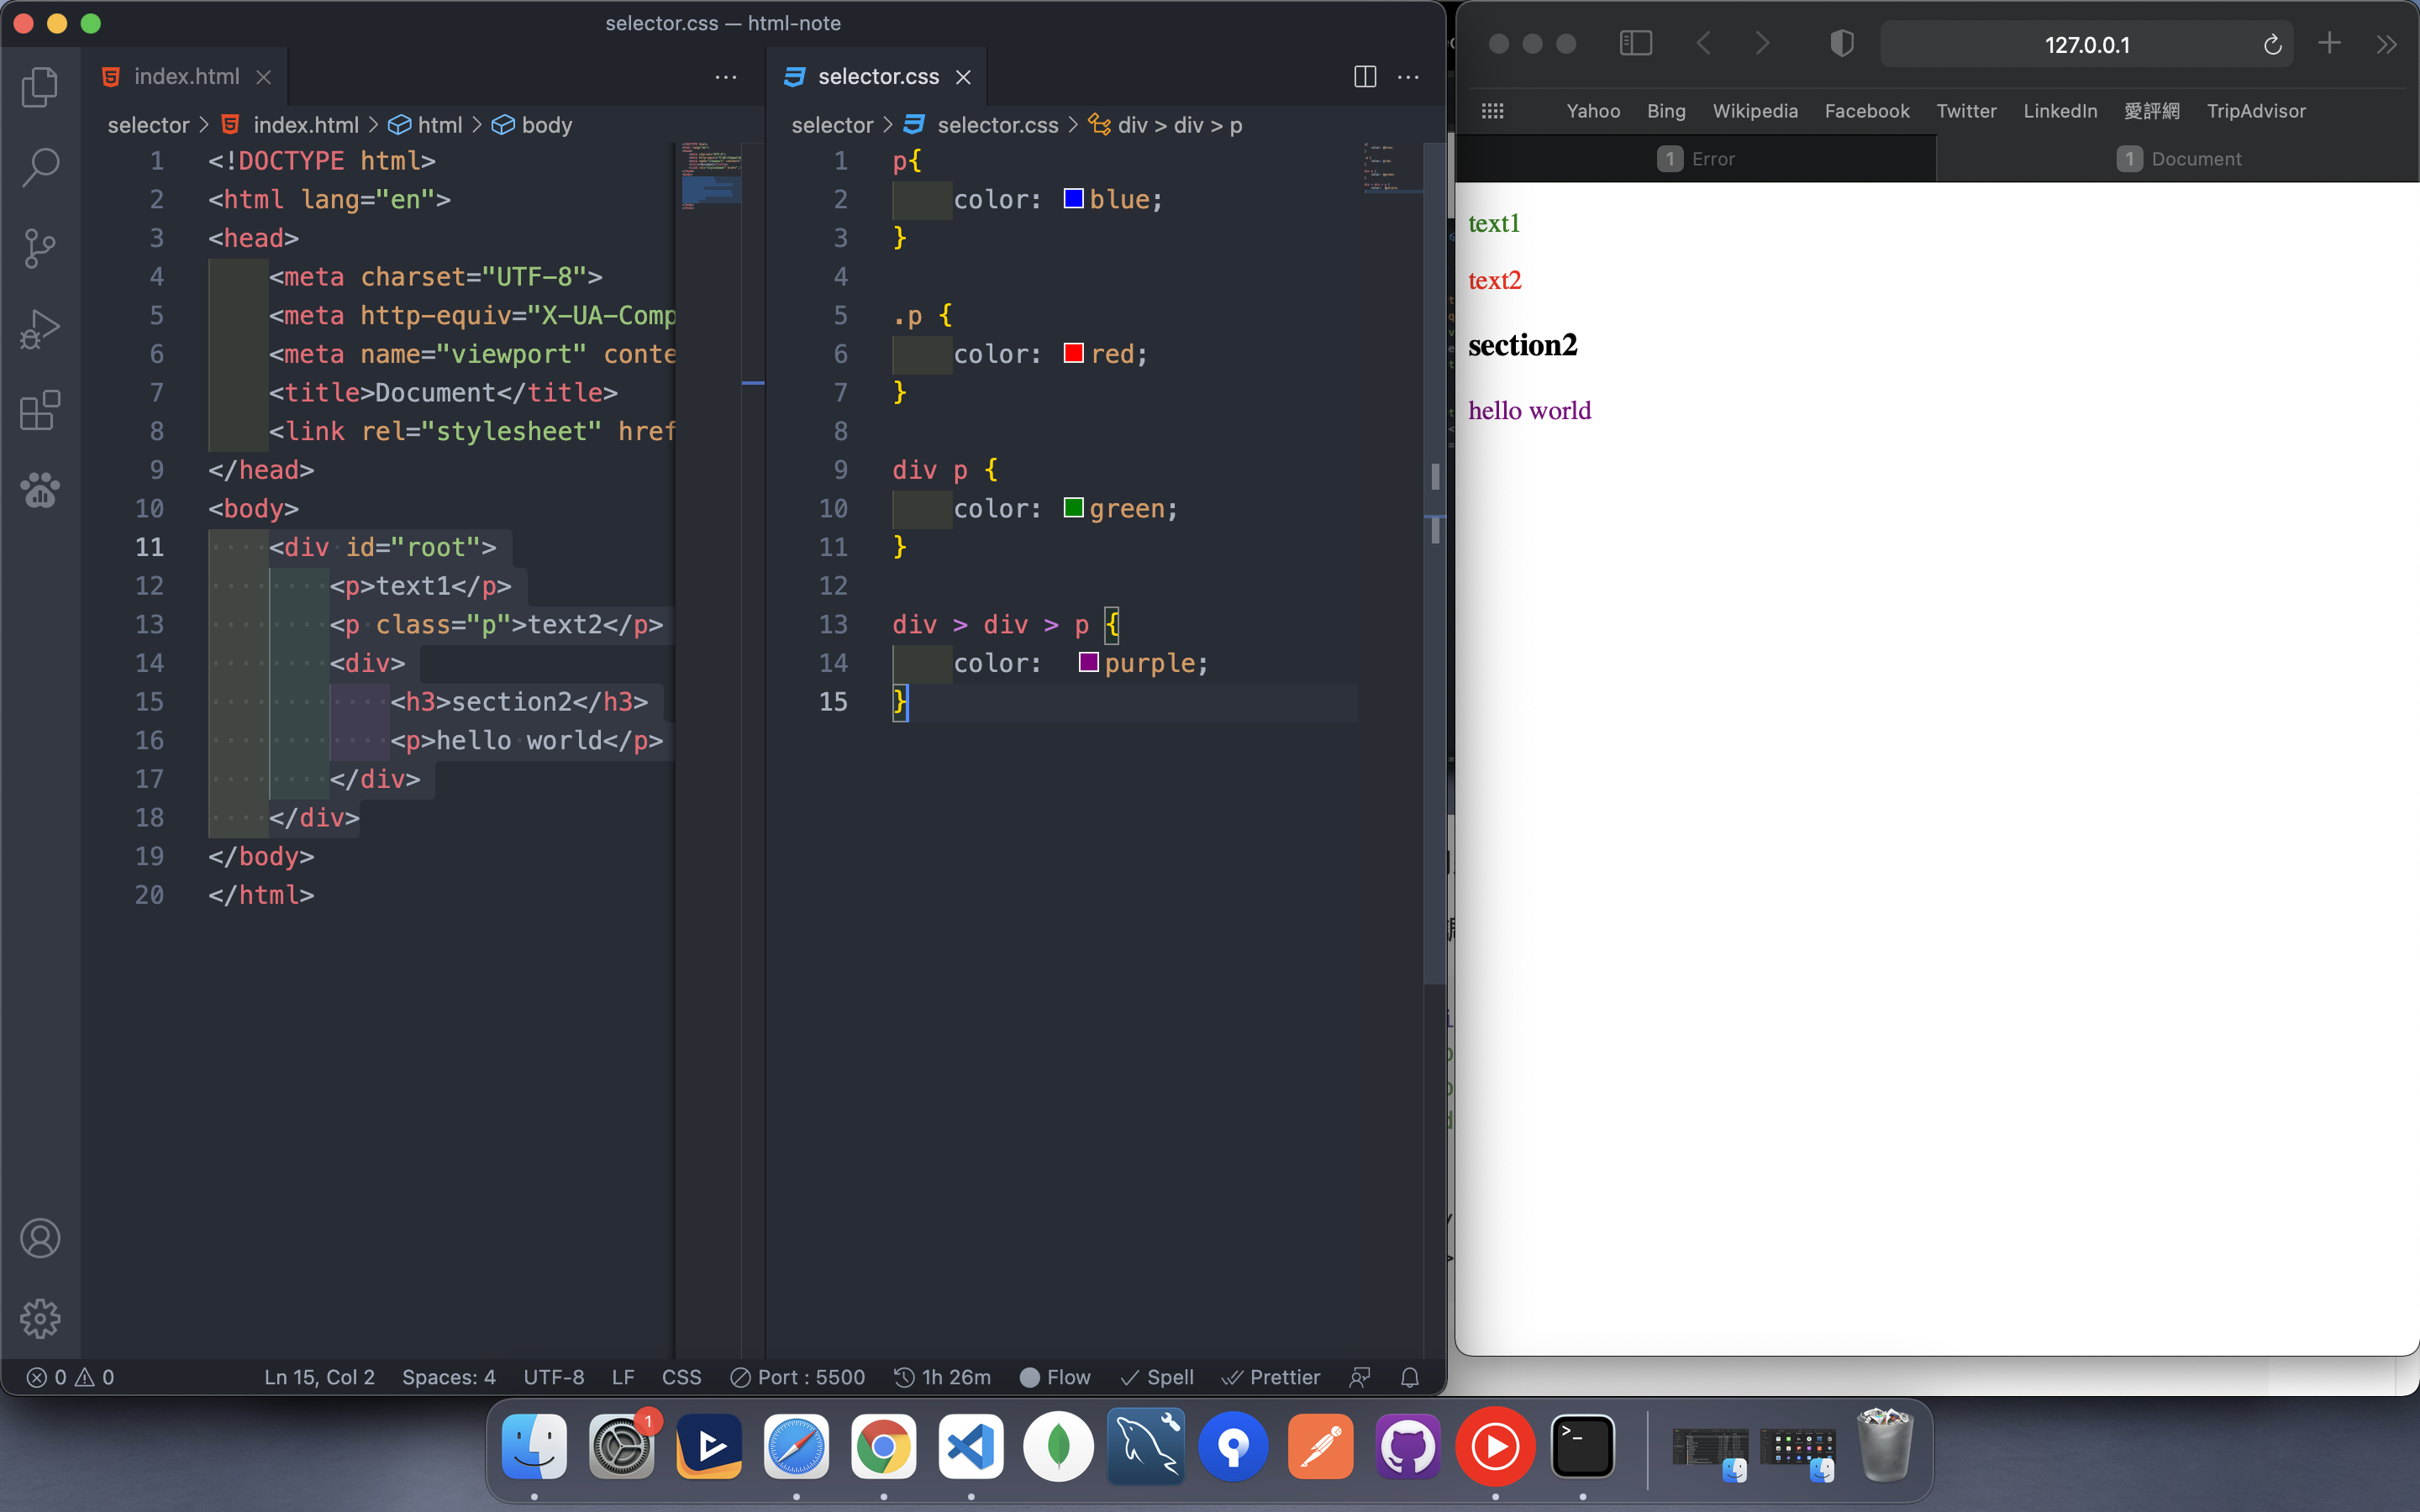 selector.css — html-note
index.html
selector.css
selector > index.html > html > body
selector > selector.css > div > div > p
1 <!DOCTYPE html>
2 <html lang="en">
3 <head>
4 <meta charset="UTF-8">
5 <meta http-equiv="X-UA-Comp
6 <meta name="viewport" conte
7 <title>Document</title>
8 <link rel="stylesheet" href
9 </head>
10 <body>
11 <div id="root">
12 <p>text1</p>
13 <p class="p">text2</p>
14 <div>
15 <h3>section2</h3>
16 <p>hello world</p>
17 </div>
18 </div>
19 </body>
20 </html>
1 p{
2 color: blue;
3 }
4
5 .p {
6 color: red;
7 }
8
9 div p {
10 color: green;
11 }
12
13 div > div > p {
14 color: purple;
15 }
0 0 Ln 15, Col 2 Spaces: 4 UTF-8 LF CSS Port : 5500 1h 26m Flow Spell Prettier
127.0.0.1
Yahoo Bing Wikipedia Facebook Twitter LinkedIn 愛評網 TripAdvisor
1 Error 1 Document
text1
text2
section2
hello world
1
>_